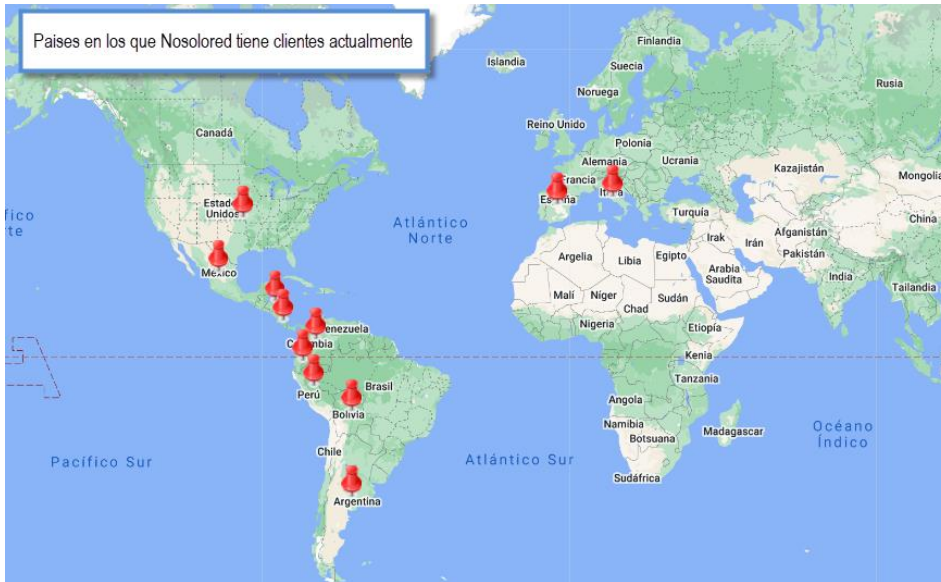 Paises en los que Nosolored tiene clientes actualmente
Finlandia
Islandia
Suecia
Rusia
Noruega
Canadá
Reino Unido
Polonia
Alemania
Ucrania
Kazajistán
Mongolia
Francia
Estados
Unidos
Atlántico
Norte
Turquía
China
Irak
Irán
Afganistán
Pakistán
México
Argelia
Libia
Egipto
Arabia
Saudita
India
Tailandia
Malí
Níger
Chad
Sudán
Venezuela
Nigeria
Etiopía
Colombia
Kenia
Perú
Brasil
Tanzania
Bolivia
Angola
Namibia
Botsuana
Madagascar
Océano
Índico
Chile
Pacífico Sur
Atlántico Sur
Sudáfrica
Argentina